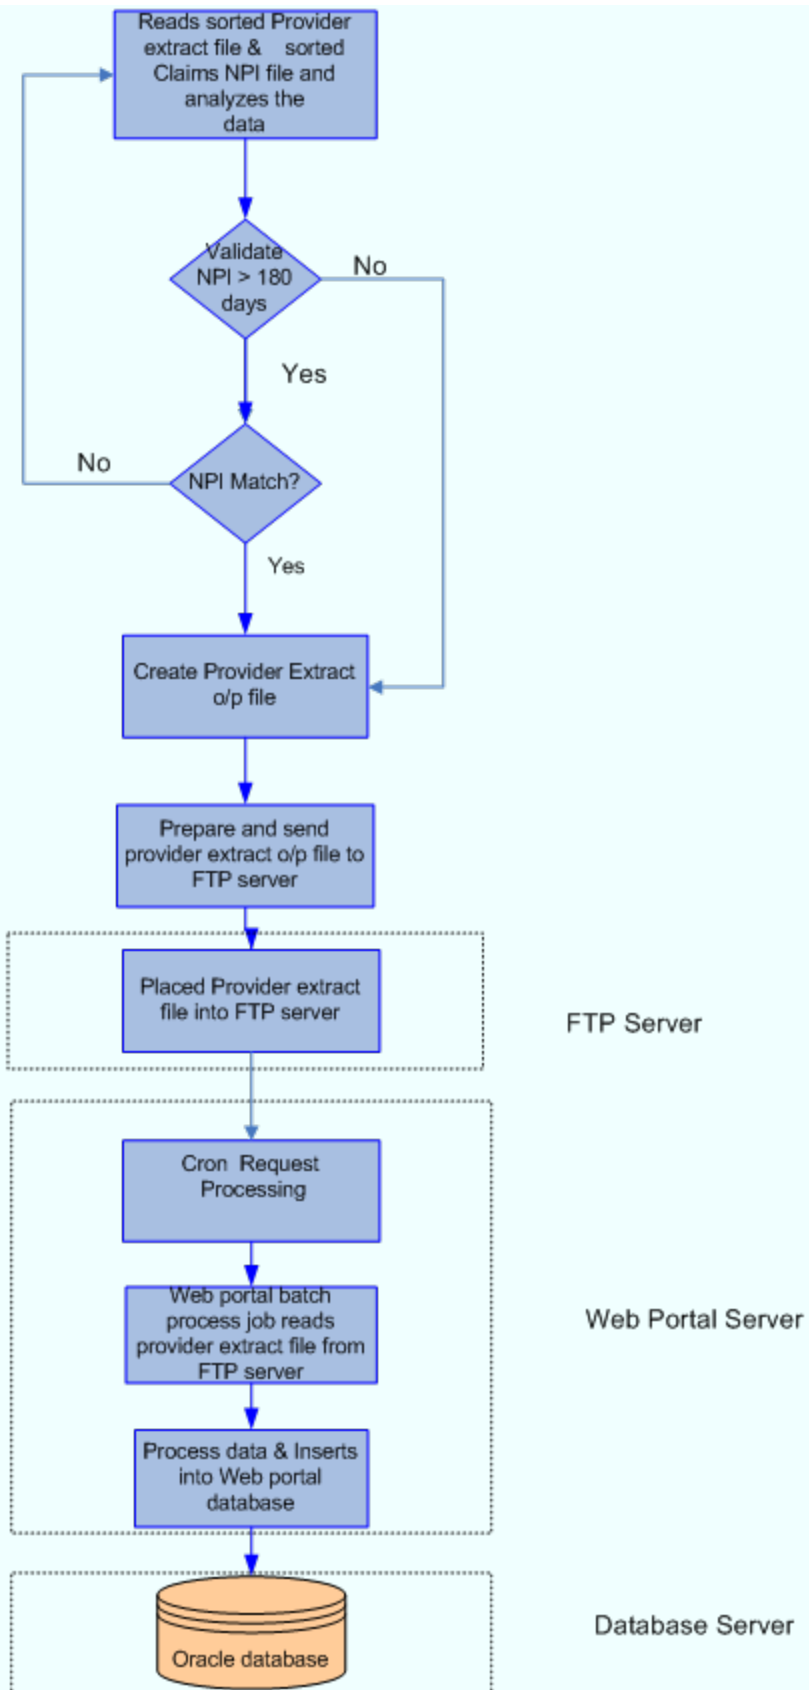 Reads sorted Provider
extract file & sorted
Claims NPI file and
analyzes the
data
Validate
NPI > 180
days
No
Yes
No
NPI Match?
Yes
Create Provider Extract
o/p file
Prepare and send
provider extract o/p file to
FTP server
Placed Provider extract
file into FTP server
FTP Server
Cron Request
Processing
Web portal batch
process job reads
provider extract file from
FTP server
Web Portal Server
Process data & Inserts
into Web portal
database
Oracle database
Database Server